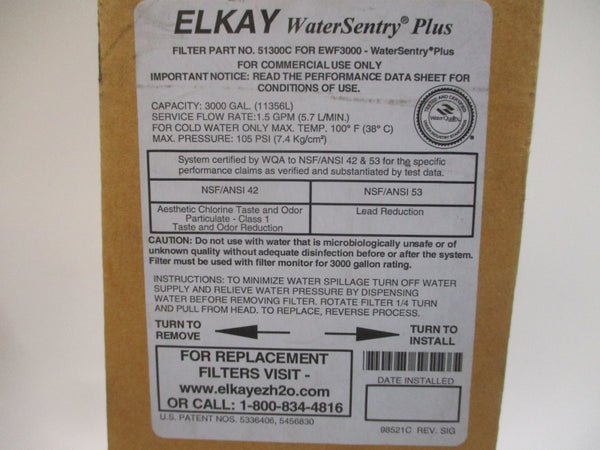 ELKAY WaterSentry® Plus
FILTER PART NO. 51300C FOR EWF3000 - WaterSentry®Plus
FOR COMMERCIAL USE ONLY
IMPORTANT NOTICE: READ THE PERFORMANCE DATA SHEET FOR
CONDITIONS OF USE.
CAPACITY: 3000 GAL. (11356L)
SERVICE FLOW RATE:1.5 GPM (5.7 L/MIN.)
FOR COLD WATER ONLY MAX. TEMP. 100° F (38° C)
MAX. PRESSURE: 105 PSI (7.4 Kg/cm²)
TESTED AND CERTIFIED
WaterQuality
UNDER INDUSTRY STANDARDS
System certified by WQA to NSF/ANSI 42 & 53 for the specific
performance claims as verified and substantiated by test data.
NSF/ANSI 42
NSF/ANSI 53
Aesthetic Chlorine Taste and Odor
Particulate - Class 1
Taste and Odor Reduction
Lead Reduction
CAUTION: Do not use with water that is microbiologically unsafe or of
unknown quality without adequate disinfection before or after the system.
Filter must be used with filter monitor for 3000 gallon rating.
INSTRUCTIONS: TO MINIMIZE WATER SPILLAGE TURN OFF WATER
SUPPLY AND RELIEVE WATER PRESSURE BY DISPENSING
WATER BEFORE REMOVING FILTER. ROTATE FILTER 1/4 TURN
AND PULL FROM HEAD. TO REPLACE, REVERSE PROCESS.
TURN TO
REMOVE
TURN TO
INSTALL
FOR REPLACEMENT
FILTERS VISIT -
www.elkayezh2o.com
OR CALL: 1-800-834-4816
DATE INSTALLED
U.S. PATENT NOS. 5336406, 5456830
98521C REV. SIG